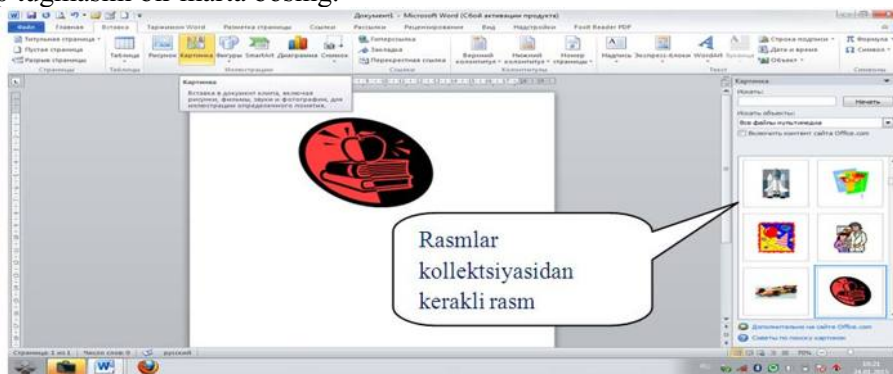 tugmasini bir marta bosing.
Документ1 - Microsoft Word (Сбой активации продукта)
Файл Главная Вставка Разметка страницы Ссылки Рассылки Рецензирование Вид Надстройки Foxit Reader PDF
Титульная страница
Пустая страница
Разрыв страницы
Таблица Рисунок Картинка Фигуры SmartArt Диаграмма Снимок
Гиперссылка
Закладка
Перекрестная ссылка
Верхний колонтитул Нижний колонтитул Номер страницы
Надпись Экспресс-блоки WordArt
Строка подписи
Дата и время
Объект
Формула
Символ
Страницы Таблицы Иллюстрации Ссылки Колонтитулы Текст Символы
Картинка
Вставка в документ клипа, включая
рисунки, фильмы, звуки и фотографии, для
иллюстрации определенного понятия.
Картинка
Искать:
Начать
Искать объекты:
Все файлы мультимедиа
Включить контент сайта Office.com
Rasmlar
kollektsiyasidan
kerakli rasm
Дополнительно на сайте Office.com
Советы по поиску картинок
Страница: 1 из 1 Число слов: 0 русский 70%